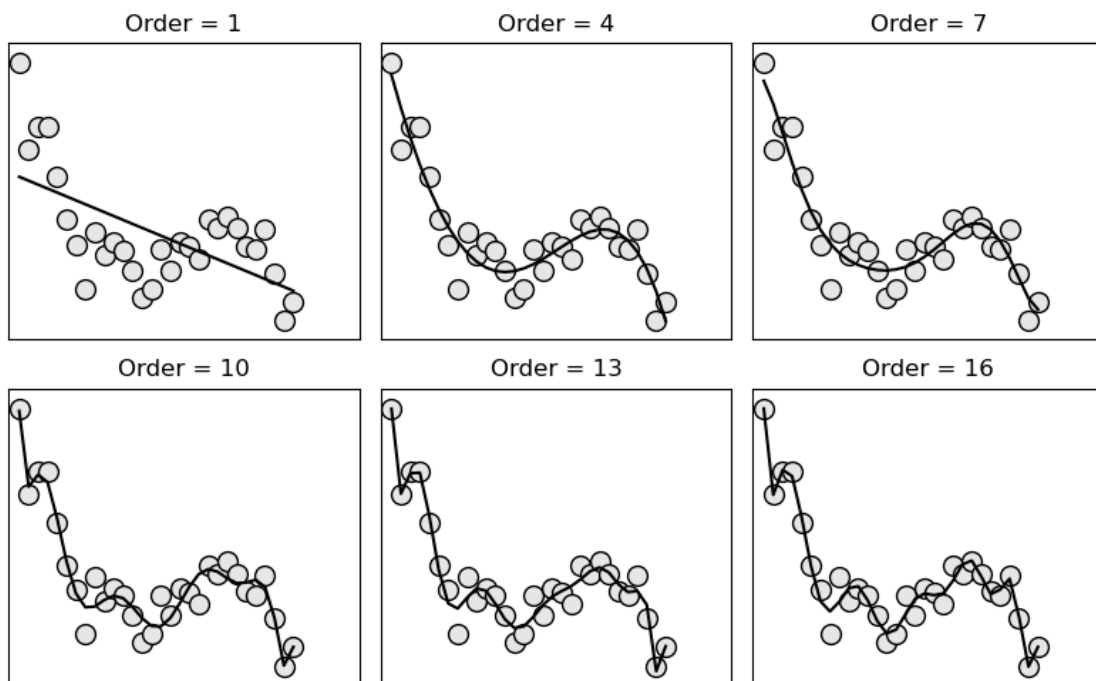 Order = 1
Order = 4
Order = 7
Order = 10
Order = 13
Order = 16